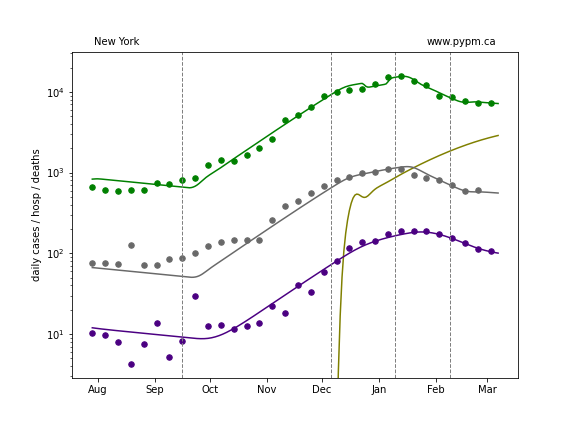 New York
www.pypm.ca
daily cases / hosp / deaths
10⁴
10³
10²
10¹
Aug Sep Oct Nov Dec Jan Feb Mar